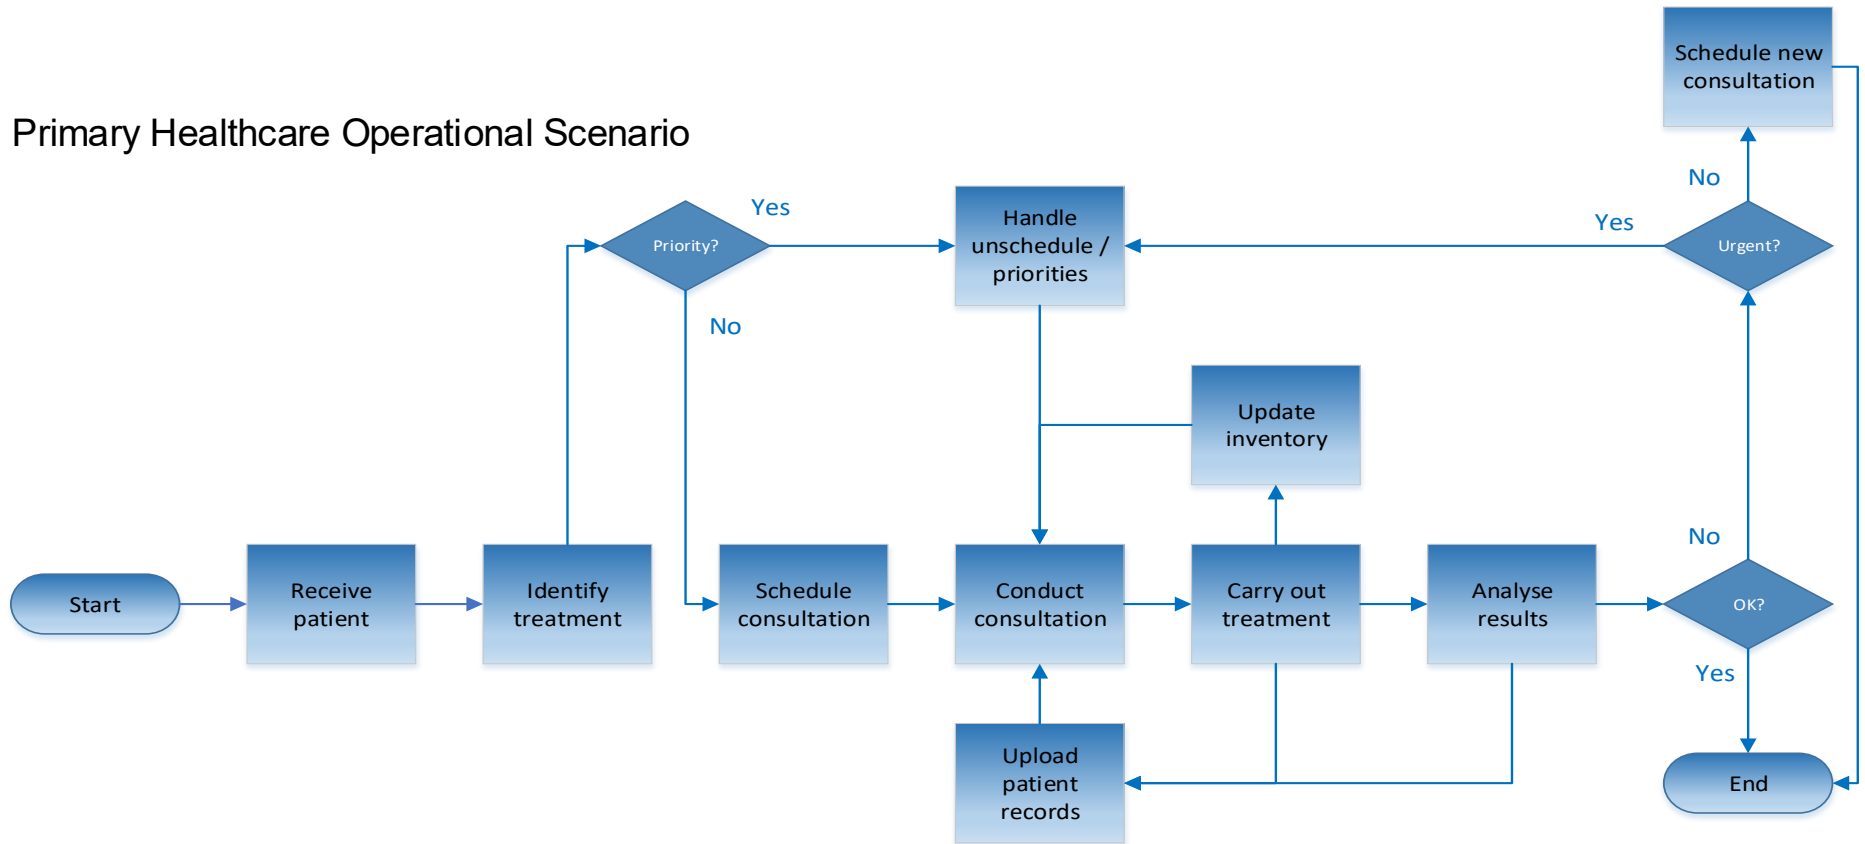 Schedule new
consultation
Primary Healthcare Operational Scenario
No
Yes
Handle
unschedule /
priorities
Yes
Priority?
Urgent?
No
Update
inventory
No
Start
Receive
patient
Identify
treatment
Schedule
consultation
Conduct
consultation
Carry out
treatment
Analyse
results
OK?
Yes
Upload
patient
records
End